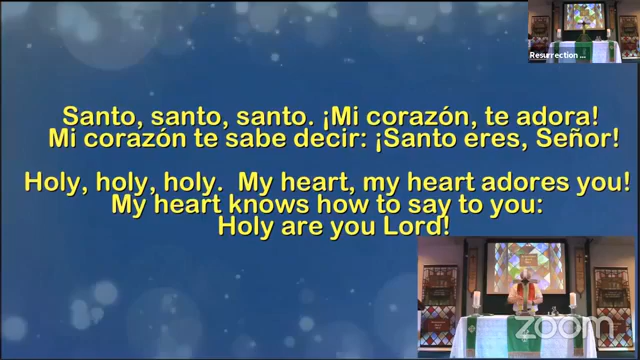 Resurrection ...
Santo, santo, santo. ¡Mi corazón, te adora!
Mi corazón te sabe decir: ¡Santo eres, Señor!
Holy, holy, holy.  My heart, my heart adores you!
My heart knows how to say to you:
Holy are you Lord!
zoom